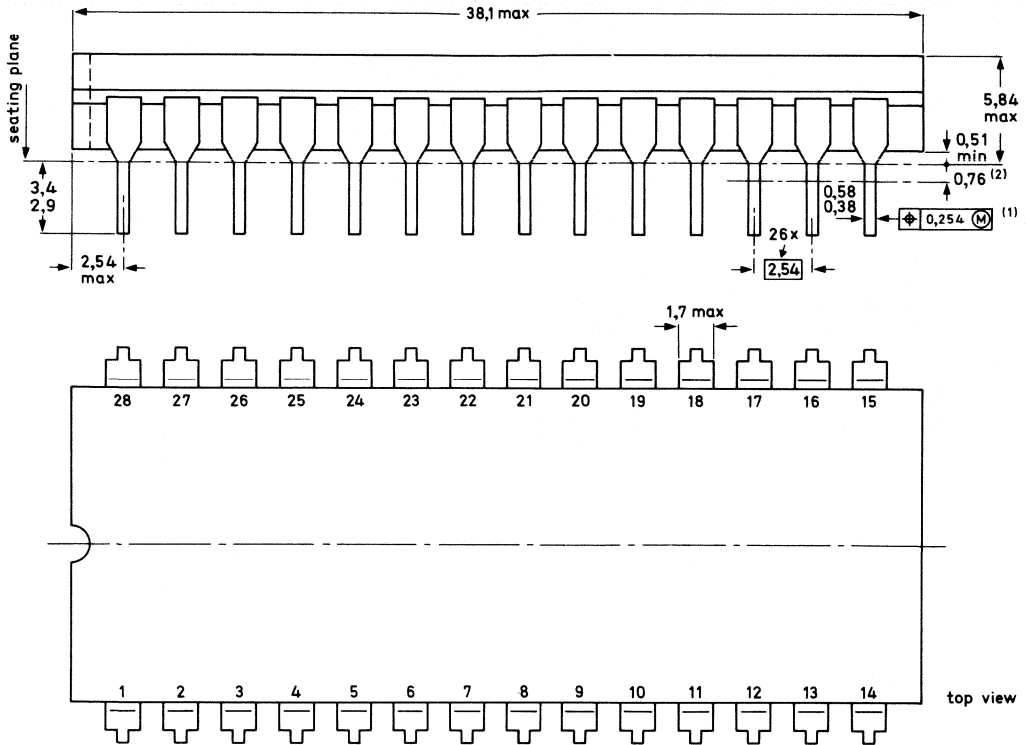 38,1 max
seating plane
5,84
max
0,51
min
0,76 (2)
3,4
2,9
0,58
0,38
⌖ 0,254 Ⓜ (1)
26x
2,54
2,54
max
1,7 max
28 27 26 25 24 23 22 21 20 19 18 17 16 15
1 2 3 4 5 6 7 8 9 10 11 12 13 14
top view